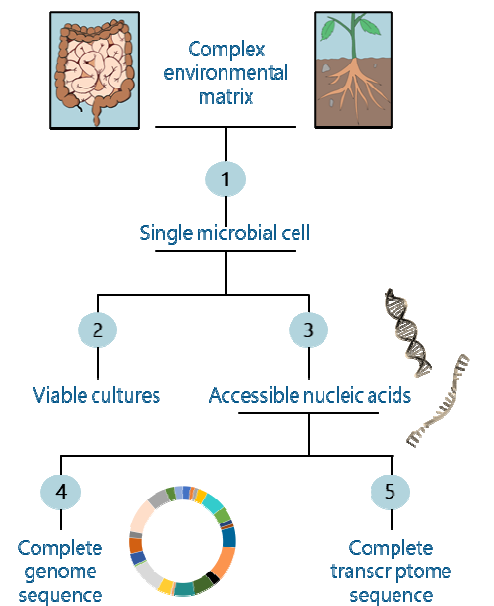 Complex
environmental
matrix
1
Single microbial cell
2
3
Viable cultures
Accessible nucleic acids
4
5
Complete
genome
sequence
Complete
transcr ptome
sequence